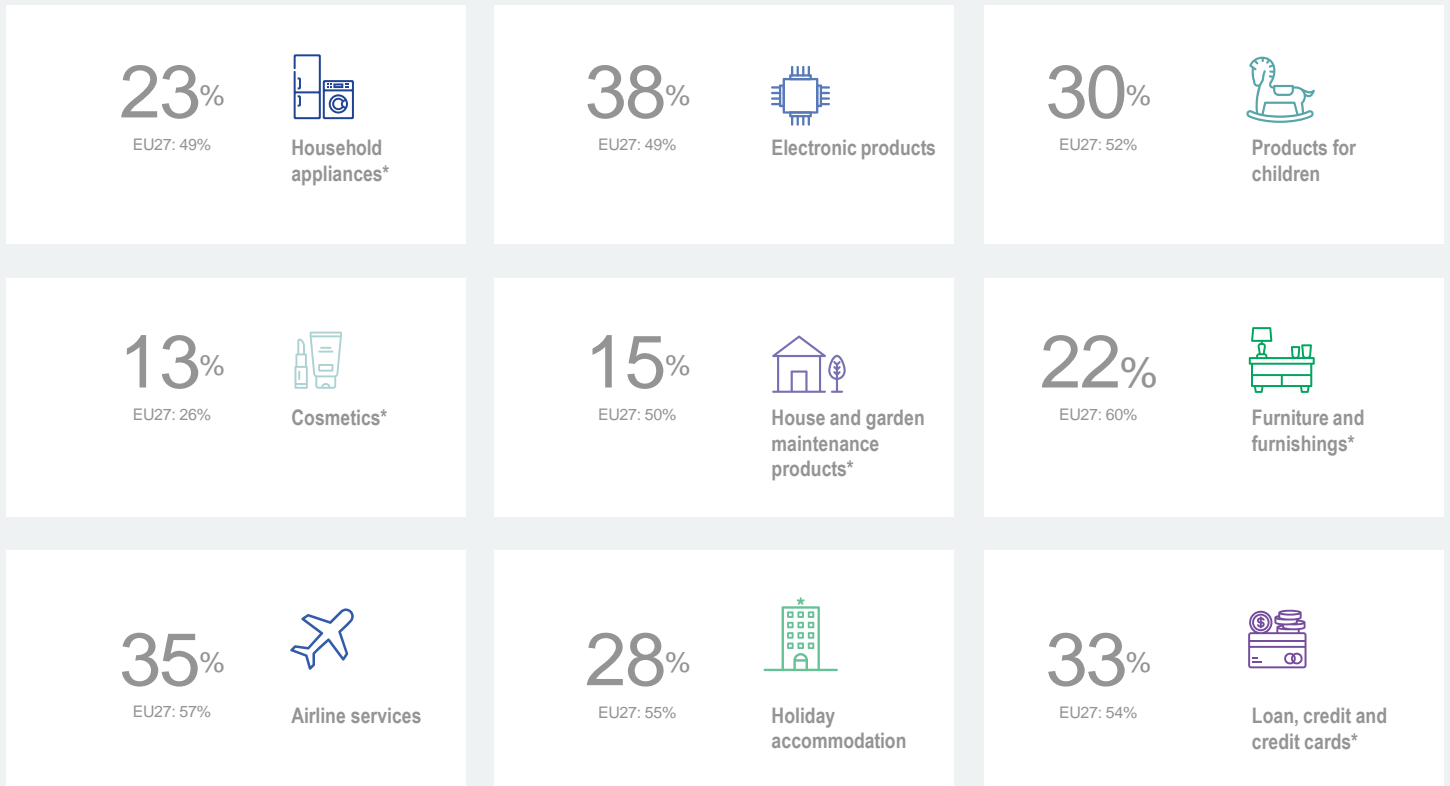 23%
EU27: 49%
Household
appliances*
38%
EU27: 49%
Electronic products
30%
EU27: 52%
Products for
children
13%
EU27: 26%
Cosmetics*
15%
EU27: 50%
House and garden
maintenance
products*
22%
EU27: 60%
Furniture and
furnishings*
35%
EU27: 57%
Airline services
28%
EU27: 55%
Holiday
accommodation
33%
EU27: 54%
$
Loan, credit and
credit cards*